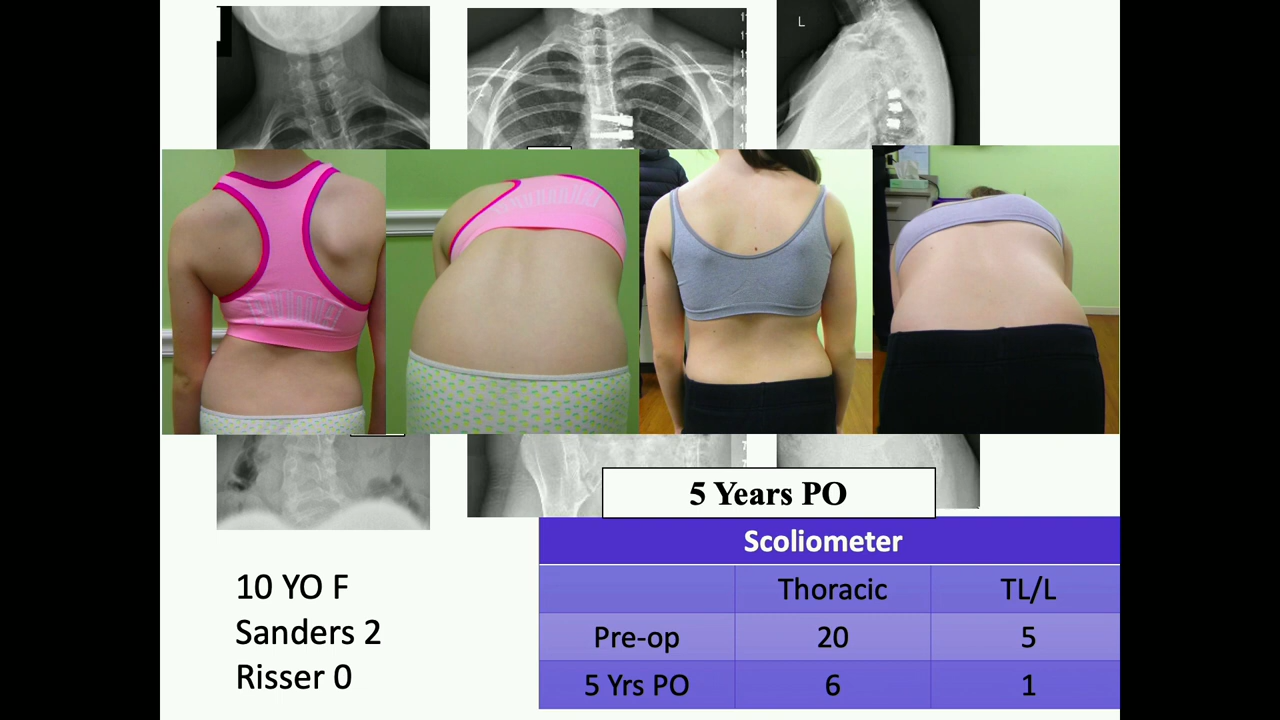 L
5 Years PO
Scoliometer
Thoracic TL/L
Pre-op 20 5
5 Yrs PO 6 1
10 YO F
Sanders 2
Risser 0